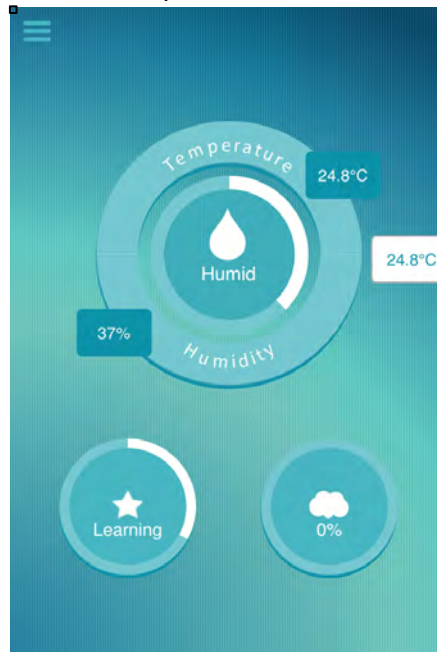 Temperature
24.8°C
24.8°C
Humid
37%
Humidity
Learning
0%